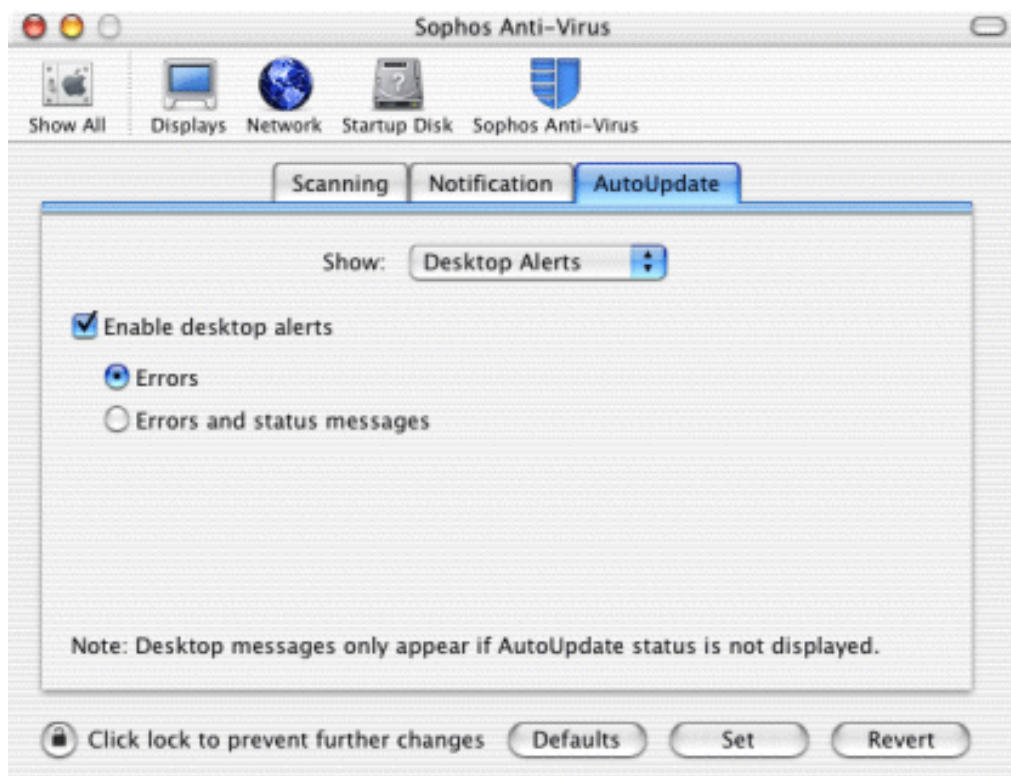 Sophos Anti-Virus
Show All Displays Network Startup Disk Sophos Anti-Virus
Scanning Notification AutoUpdate
Show: Desktop Alerts
Enable desktop alerts
Errors
Errors and status messages
Note: Desktop messages only appear if AutoUpdate status is not displayed.
Click lock to prevent further changes Defaults Set Revert